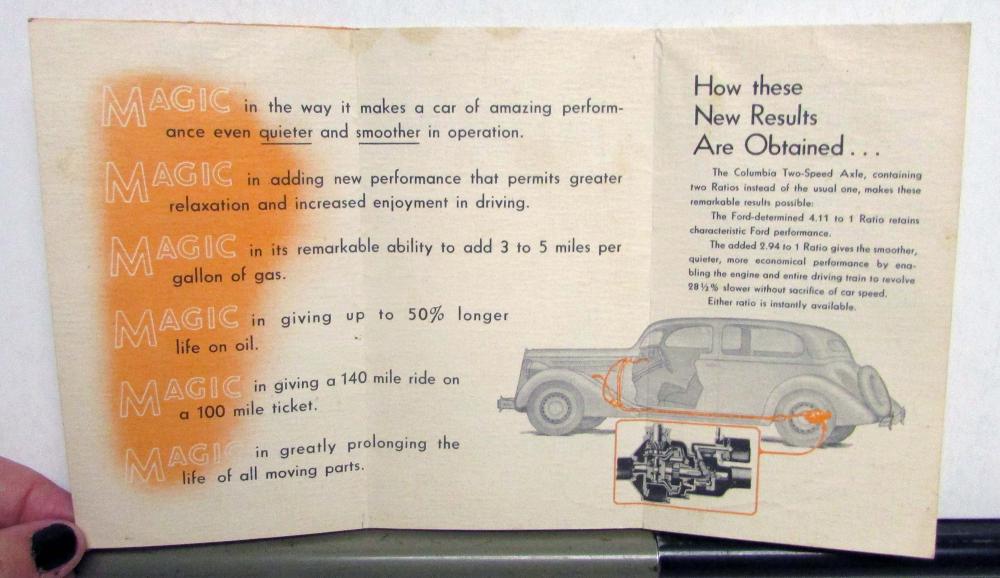 MAGIC in the way it makes a car of amazing perform-
ance even quieter and smoother in operation.
MAGIC in adding new performance that permits greater
relaxation and increased enjoyment in driving.
MAGIC in its remarkable ability to add 3 to 5 miles per
gallon of gas.
MAGIC in giving up to 50% longer
life on oil.
MAGIC in giving a 140 mile ride on
a 100 mile ticket.
MAGIC in greatly prolonging the
life of all moving parts.
How these
New Results
Are Obtained...
The Columbia Two-Speed Axle, containing
two Ratios instead of the usual one, makes these
remarkable results possible:
The Ford-determined 4.11 to 1 Ratio retains
characteristic Ford performance.
The added 2.94 to 1 Ratio gives the smoother,
quieter, more economical performance by ena-
bling the engine and entire driving train to revolve
28½% slower without sacrifice of car speed.
Either ratio is instantly available.